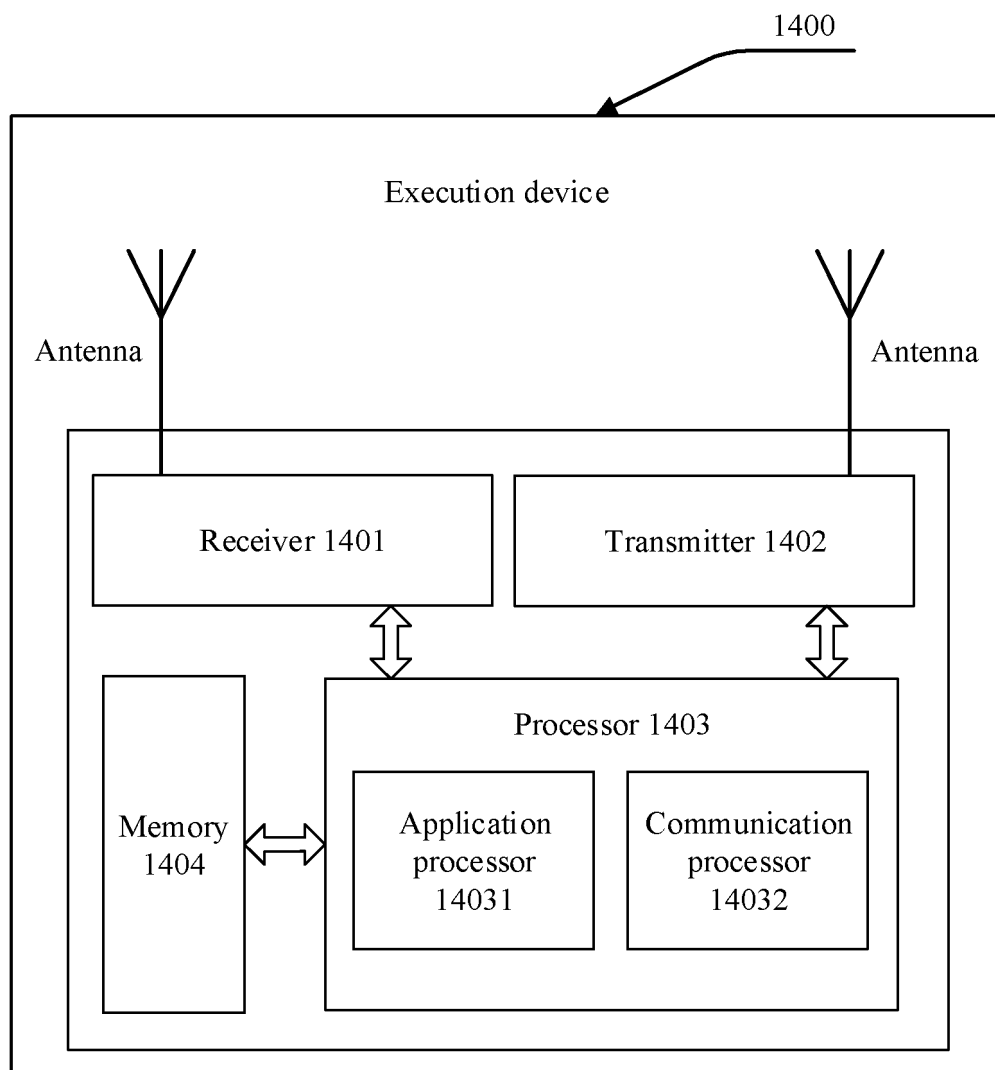 1400
Execution device
Antenna
Antenna
Receiver 1401
Transmitter 1402
Processor 1403
Memory
1404
Application
processor
14031
Communication
processor
14032